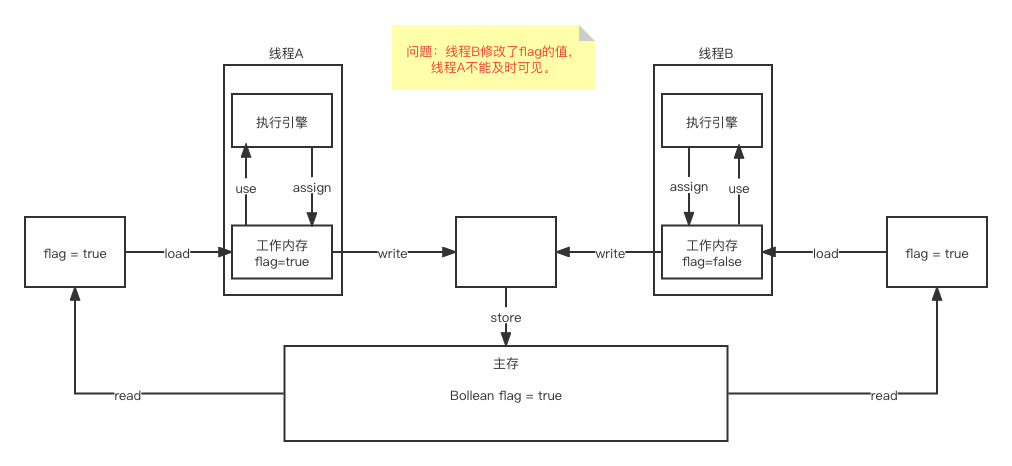 线程A
问题：线程B修改了flag的值，
线程A不能及时可见。
线程B
执行引擎
执行引擎
use
assign
assign
use
flag = true
load
工作内存
flag=true
write
write
工作内存
flag=false
load
flag = true
store
主存
Bollean flag = true
read
read